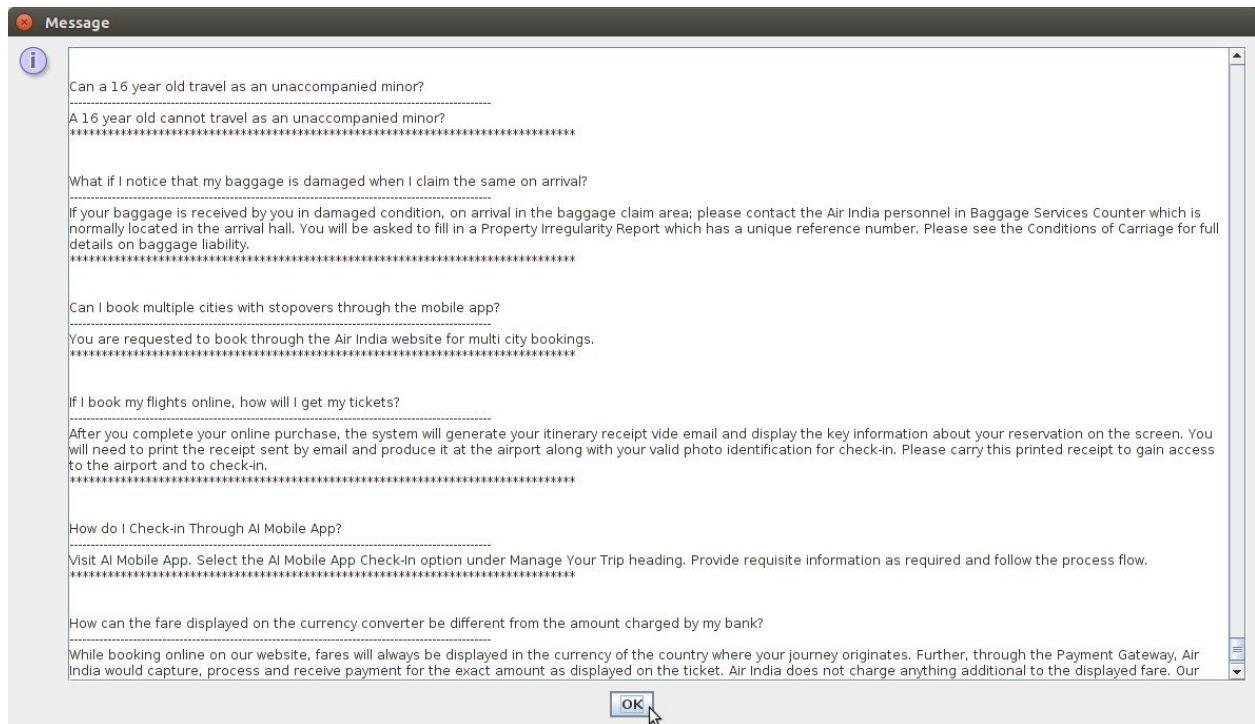 Message
i
Can a 16 year old travel as an unaccompanied minor?
--------------------------------------------------------------------------------------------------------
A 16 year old cannot travel as an unaccompanied minor?
********************************************************************************
What if I notice that my baggage is damaged when I claim the same on arrival?
--------------------------------------------------------------------------------------------------------
If your baggage is received by you in damaged condition, on arrival in the baggage claim area; please contact the Air India personnel in Baggage Services Counter which is
normally located in the arrival hall. You will be asked to fill in a Property Irregularity Report which has a unique reference number. Please see the Conditions of Carriage for full
details on baggage liability.
********************************************************************************
Can I book multiple cities with stopovers through the mobile app?
--------------------------------------------------------------------------------------------------------
You are requested to book through the Air India website for multi city bookings.
********************************************************************************
If I book my flights online, how will I get my tickets?
--------------------------------------------------------------------------------------------------------
After you complete your online purchase, the system will generate your itinerary receipt vide email and display the key information about your reservation on the screen. You
will need to print the receipt sent by email and produce it at the airport along with your valid photo identification for check-in. Please carry this printed receipt to gain access
to the airport and to check-in.
********************************************************************************
How do I Check-in Through AI Mobile App?
--------------------------------------------------------------------------------------------------------
Visit AI Mobile App. Select the AI Mobile App Check-In option under Manage Your Trip heading. Provide requisite information as required and follow the process flow.
********************************************************************************
How can the fare displayed on the currency converter be different from the amount charged by my bank?
--------------------------------------------------------------------------------------------------------
While booking online on our website, fares will always be displayed in the currency of the country where your journey originates. Further, through the Payment Gateway, Air
India would capture, process and receive payment for the exact amount as displayed on the ticket. Air India does not charge anything additional to the displayed fare. Our
OK